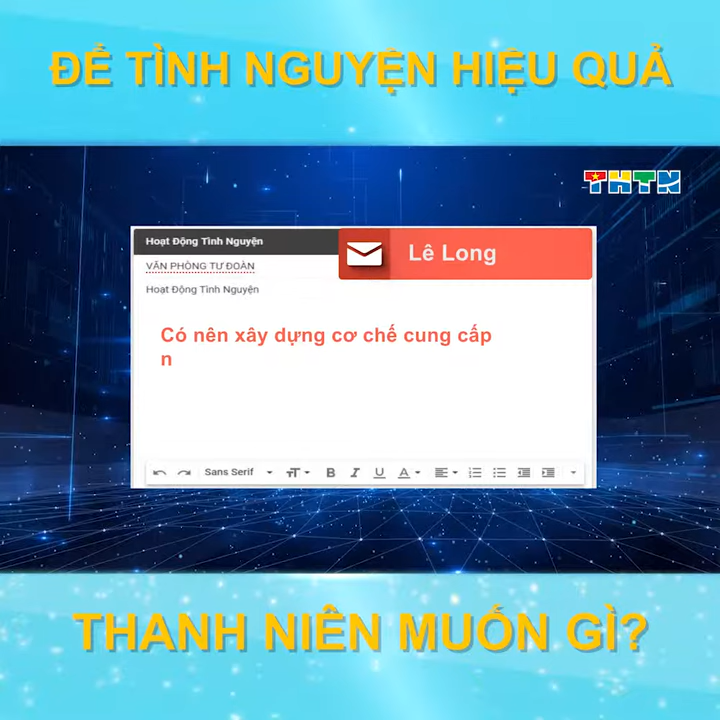 ĐỂ TÌNH NGUYỆN HIỆU QUẢ
THTN
Hoạt Động Tình Nguyện
Lê Long
VĂN PHÒNG TƯ ĐOÀN
Hoạt Động Tình Nguyện
Có nên xây dựng cơ chế cung cấp
n
Sans Serif
THANH NIÊN MUỐN GÌ?